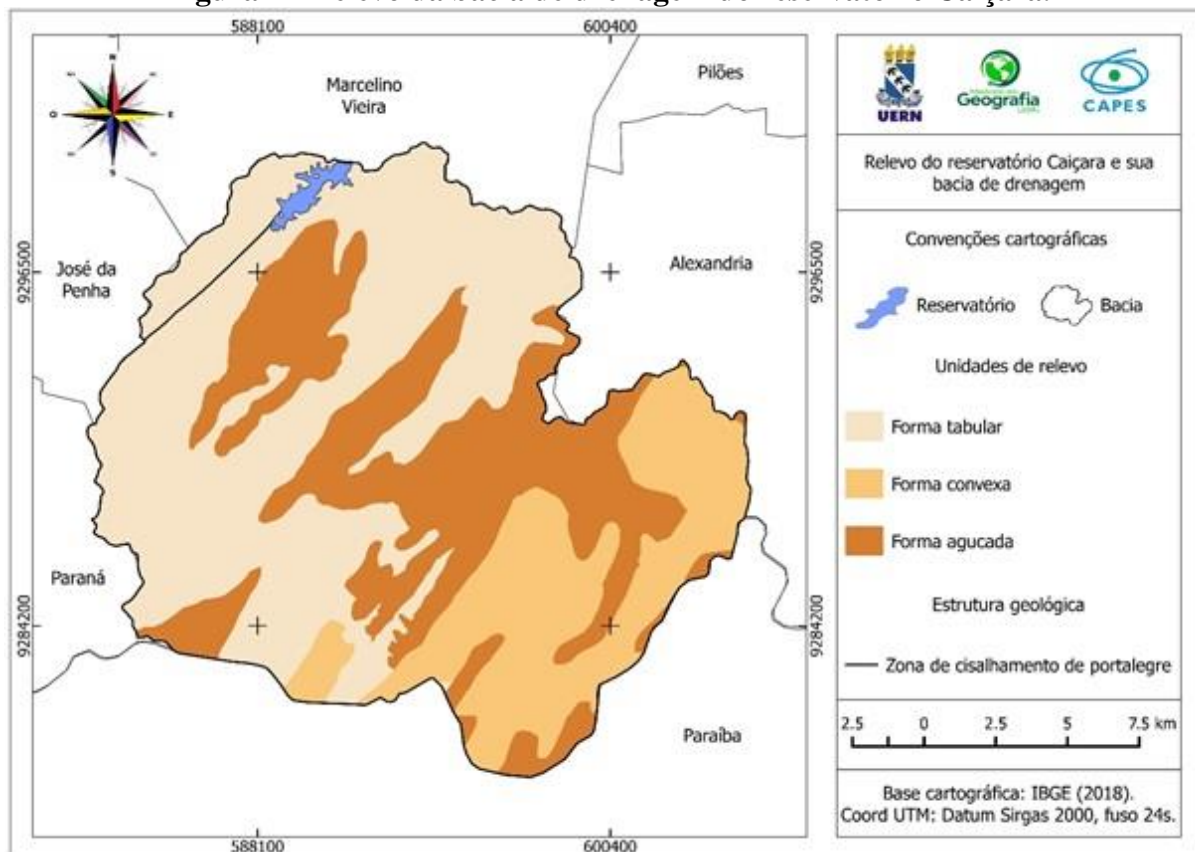 588100
600400
N
O
E
S
Marcelino
Vieira
Pilões
José da
Penha
Alexandria
Paraná
Paraíba
9296500
9284200
9296500
9284200
588100
600400
UERN
Geografia
CAPES
Relevo do reservatório Caiçara e sua
bacia de drenagem
Convenções cartográficas
Reservatório
Bacia
Unidades de relevo
Forma tabular
Forma convexa
Forma agucada
Estrutura geológica
Zona de cisalhamento de portalegre
2.5 0 2.5 5 7.5 km
Base cartográfica: IBGE (2018).
Coord UTM: Datum Sirgas 2000, fuso 24s.